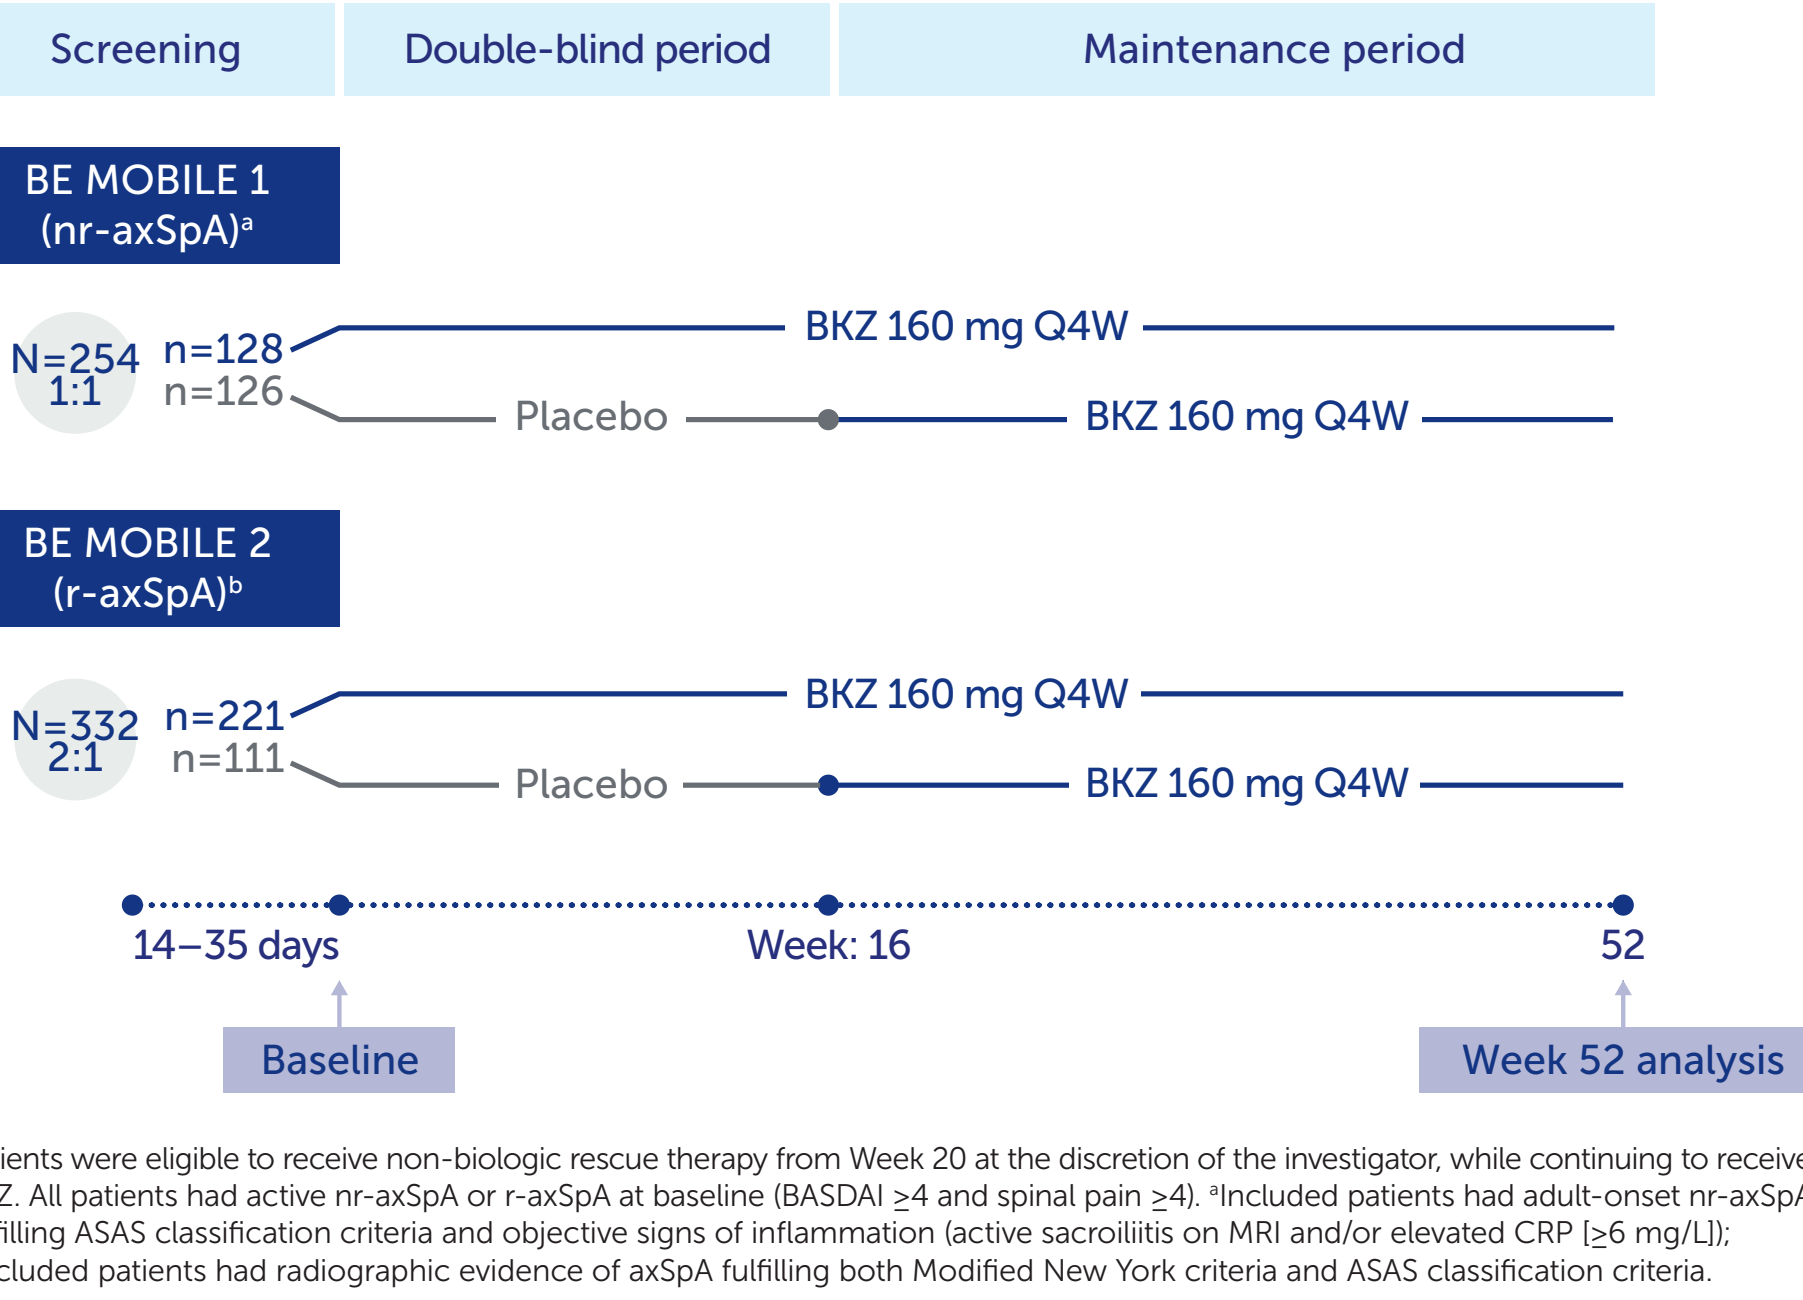 Screening
Double-blind period
Maintenance period
BE MOBILE 1
(nr-axSpA)ᵃ
N=254
1:1
n=128
n=126
BKZ 160 mg Q4W
Placebo
BKZ 160 mg Q4W
BE MOBILE 2
(r-axSpA)ᵇ
N=332
2:1
n=221
n=111
BKZ 160 mg Q4W
Placebo
BKZ 160 mg Q4W
14–35 days
Week: 16
52
Baseline
Week 52 analysis
ients were eligible to receive non-biologic rescue therapy from Week 20 at the discretion of the investigator, while continuing to receive
Z. All patients had active nr-axSpA or r-axSpA at baseline (BASDAI ≥4 and spinal pain ≥4). ᵃIncluded patients had adult-onset nr-axSpA
filling ASAS classification criteria and objective signs of inflammation (active sacroiliitis on MRI and/or elevated CRP [≥6 mg/L]);
cluded patients had radiographic evidence of axSpA fulfilling both Modified New York criteria and ASAS classification criteria.